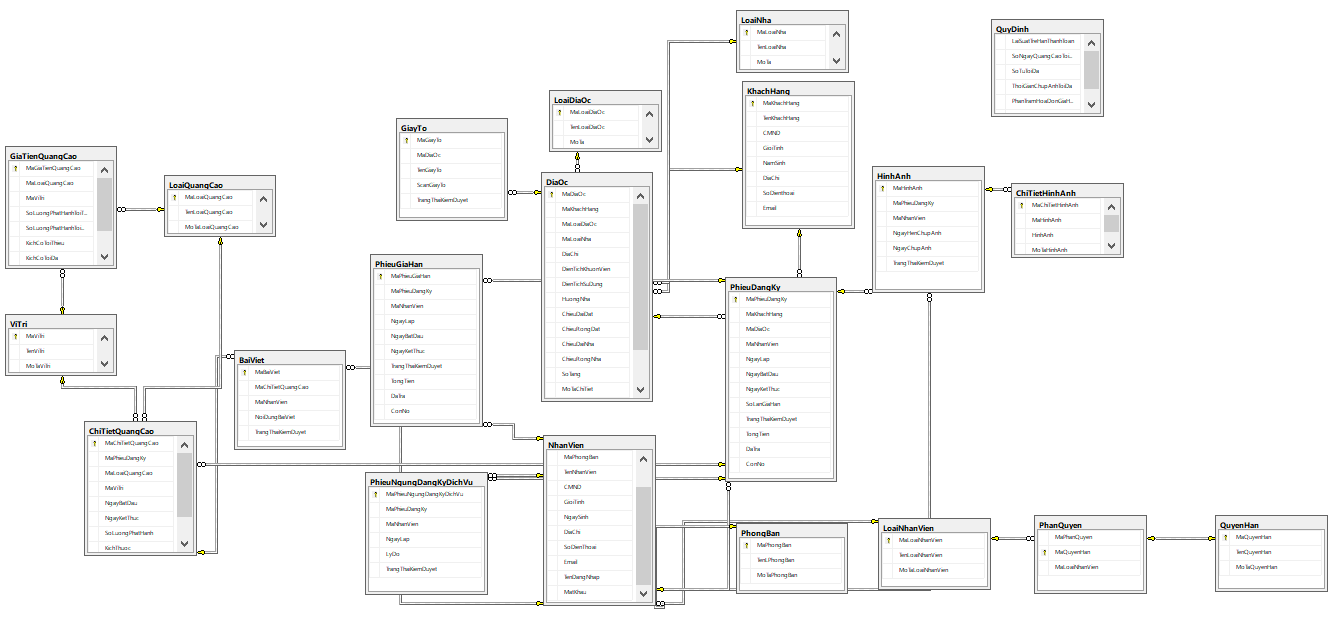 LoaiNha
MaLoaiNha
TenLoaiNha
MoTa
QuyDinh
LaiSuatTreHanThanhToan
SoNgayQuangCaoToi...
SoTuToiDa
ThoiGianChupAnhToiDa
PhanTramHoaDonGiaH...
KhachHang
MaKhachHang
TenKhachHang
CMND
GioiTinh
NamSinh
DiaChi
SoDienThoai
Email
LoaiDiaOc
MaLoaiDiaOc
TenLoaiDiaOc
MoTa
GiayTo
MaGiayTo
MaDiaOc
TenGiayTo
ScanGiayTo
TrangThaiKiemDuyet
GiaTienQuangCao
MaGiaTienQuangCao
MaLoaiQuangCao
MaViTri
SoLuongPhatHanhToiT...
SoLuongPhatHanhToi...
KichCoToiThieu
KichCoToiDa
LoaiQuangCao
MaLoaiQuangCao
TenLoaiQuangCao
MoTaLoaiQuangCao
DiaOc
MaDiaOc
MaKhachHang
MaLoaiDiaOc
MaLoaiNha
DiaChi
DienTichKhuonVien
DienTichSuDung
HuongNha
ChieuDaiDat
ChieuRongDat
ChieuDaiNha
ChieuRongNha
SoTang
MoTaChiTiet
HinhAnh
MaHinhAnh
MaPhieuDangKy
MaNhanVien
NgayHenChupAnh
NgayChupAnh
TrangThaiKiemDuyet
ChiTietHinhAnh
MaChiTietHinhAnh
MaHinhAnh
HinhAnh
MoTaHinhAnh
PhieuGiaHan
MaPhieuGiaHan
MaPhieuDangKy
MaNhanVien
NgayLap
NgayBatDau
NgayKetThuc
TrangThaiKiemDuyet
TongTien
DaTra
ConNo
PhieuDangKy
MaPhieuDangKy
MaKhachHang
MaDiaOc
MaNhanVien
NgayLap
NgayBatDau
NgayKetThuc
SoLanGiaHan
TrangThaiKiemDuyet
TongTien
DaTra
ConNo
ViTri
MaViTri
TenViTri
MoTaViTri
BaiViet
MaBaiViet
MaChiTietQuangCao
MaNhanVien
NoiDungBaiViet
TrangThaiKiemDuyet
ChiTietQuangCao
MaChiTietQuangCao
MaPhieuDangKy
MaLoaiQuangCao
MaViTri
NgayBatDau
NgayKetThuc
SoLuongPhatHanh
KichThuoc
NhanVien
MaPhongBan
TenNhanVien
CMND
GioiTinh
NgaySinh
DiaChi
SoDienThoai
Email
TenDangNhap
MatKhau
PhieuNgungDangKyDichVu
MaPhieuNgungDangKyDichVu
MaPhieuDangKy
MaNhanVien
NgayLap
LyDo
TrangThaiKiemDuyet
PhongBan
MaPhongBan
TenPhongBan
MoTaPhongBan
LoaiNhanVien
MaLoaiNhanVien
TenLoaiNhanVien
MoTaLoaiNhanVien
PhanQuyen
MaPhanQuyen
MaQuyenHan
MaLoaiNhanVien
QuyenHan
MaQuyenHan
TenQuyenHan
MoTaQuyenHan